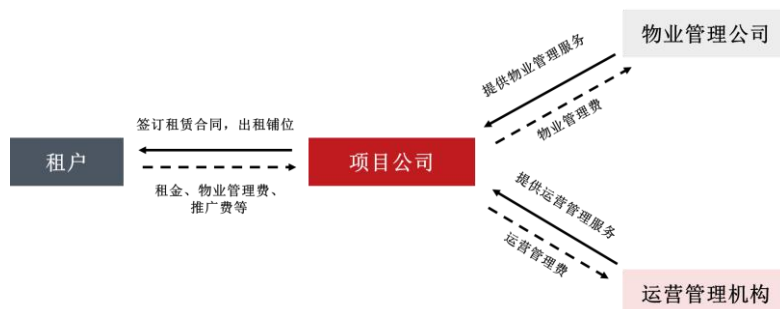 物业管理公司
提供物业管理服务
物业管理费
签订租赁合同，出租铺位
租户
项目公司
租金、物业管理费、
推广费等
提供运营管理服务
运营管理费
运营管理机构